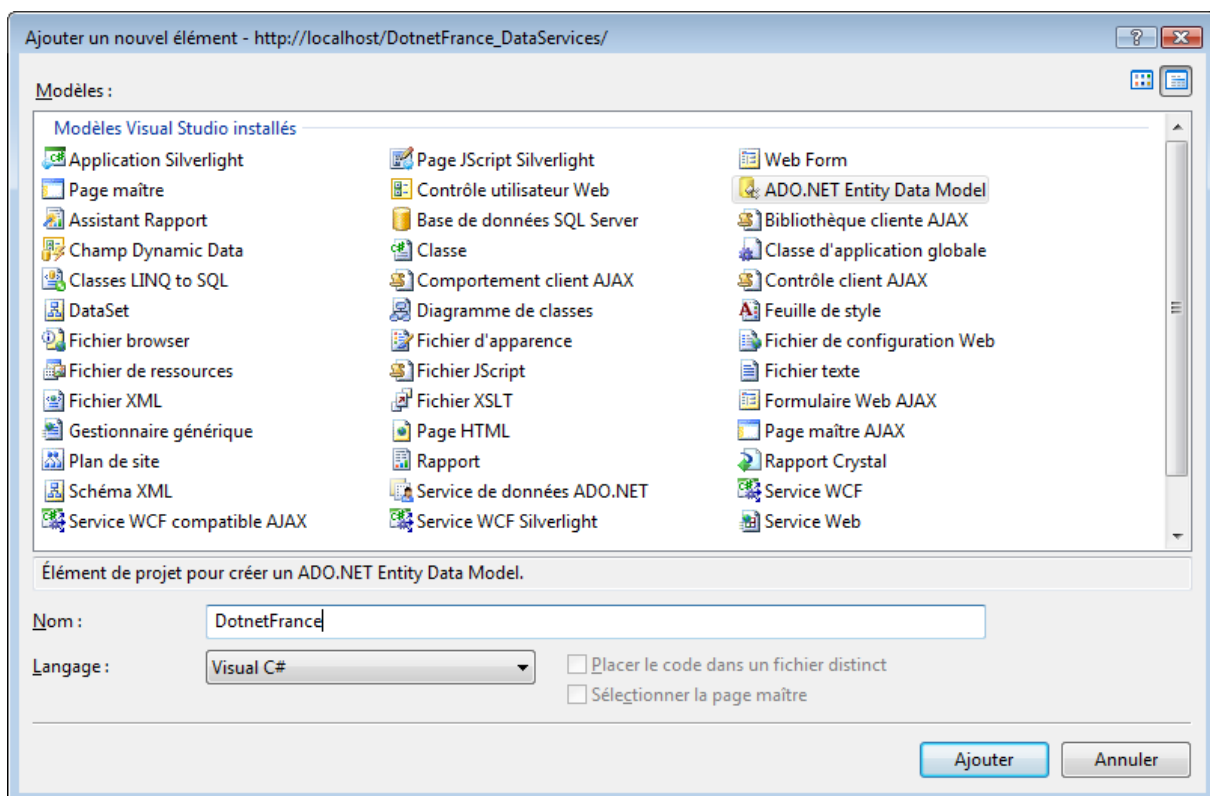 Ajouter un nouvel élément - http://localhost/DotnetFrance_DataServices/
Modèles :
Modèles Visual Studio installés
Application Silverlight Page JScript Silverlight Web Form
Page maître Contrôle utilisateur Web ADO.NET Entity Data Model
Assistant Rapport Base de données SQL Server Bibliothèque cliente AJAX
Champ Dynamic Data Classe Classe d'application globale
Classes LINQ to SQL Comportement client AJAX Contrôle client AJAX
DataSet Diagramme de classes Feuille de style
Fichier browser Fichier d'apparence Fichier de configuration Web
Fichier de ressources Fichier JScript Fichier texte
Fichier XML Fichier XSLT Formulaire Web AJAX
Gestionnaire générique Page HTML Page maître AJAX
Plan de site Rapport Rapport Crystal
Schéma XML Service de données ADO.NET Service WCF
Service WCF compatible AJAX Service WCF Silverlight Service Web
Élément de projet pour créer un ADO.NET Entity Data Model.
Nom : DotnetFrance
Langage : Visual C# Placer le code dans un fichier distinct
Sélectionner la page maître
Ajouter Annuler